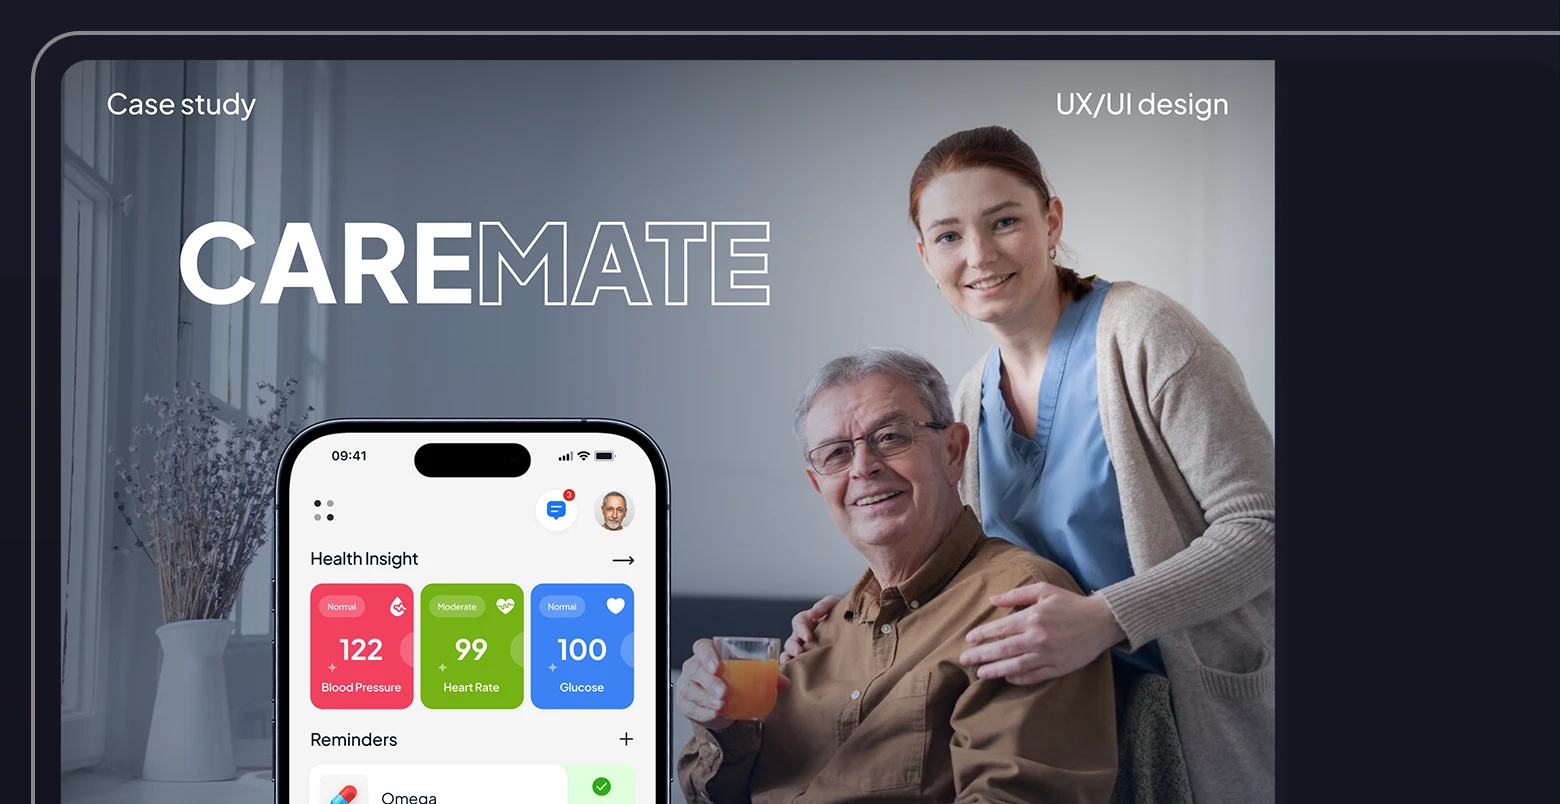 Case study
UX/UI design
CAREMATE
09:41
3
Health Insight
Normal
Moderate
Normal
122
99
100
Blood Pressure
Heart Rate
Glucose
Reminders
Omega